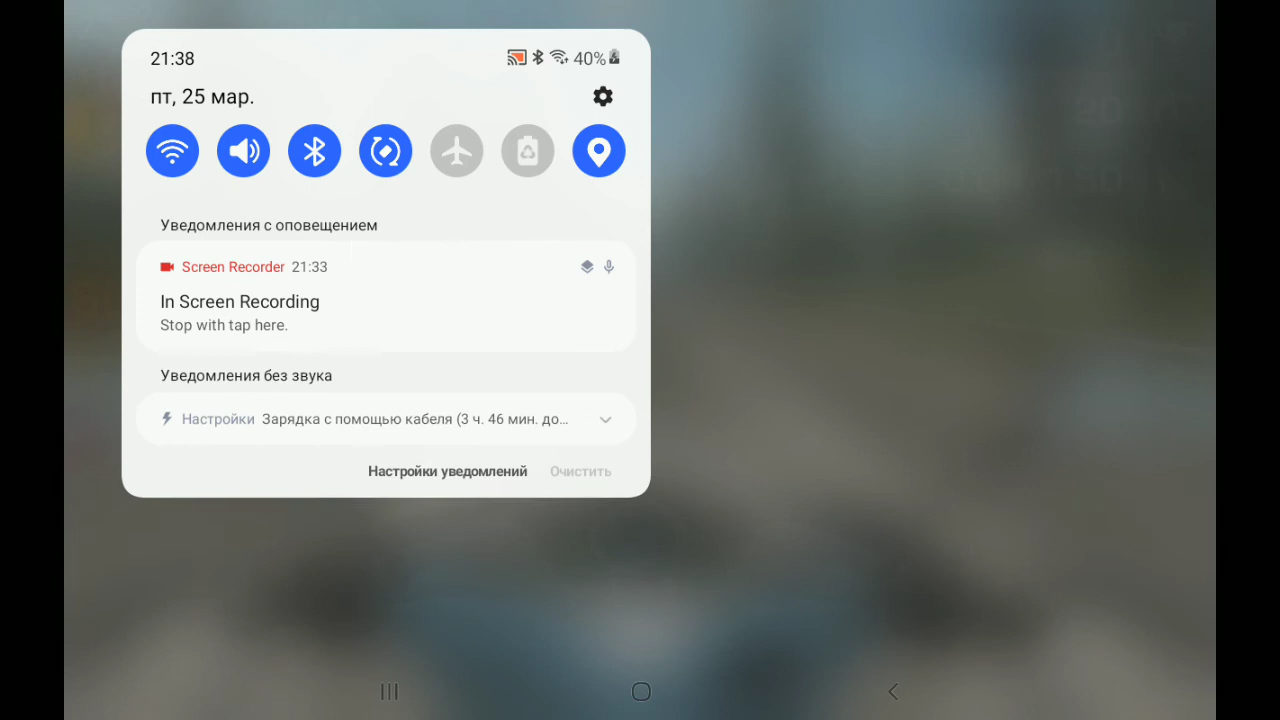 21:38 40%
пт, 25 мар.
Уведомления с оповещением
Screen Recorder 21:33
In Screen Recording
Stop with tap here.
Уведомления без звука
Настройки Зарядка с помощью кабеля (3 ч. 46 мин. до...
Настройки уведомлений Очистить